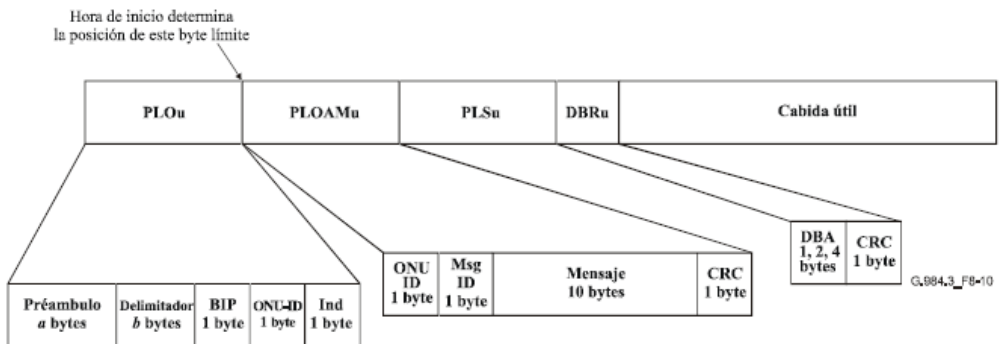 Hora de inicio determina
la posición de este byte límite
PLOu
PLOAMu
PLSu
DBRu
Cabida útil
DBA
1, 2, 4
bytes
CRC
1 byte
G.984.3_F8-10
ONU
ID
1 byte
Msg
ID
1 byte
Mensaje
10 bytes
CRC
1 byte
Préambulo
a bytes
Delimitador
b bytes
BIP
1 byte
ONU-ID
1 byte
Ind
1 byte